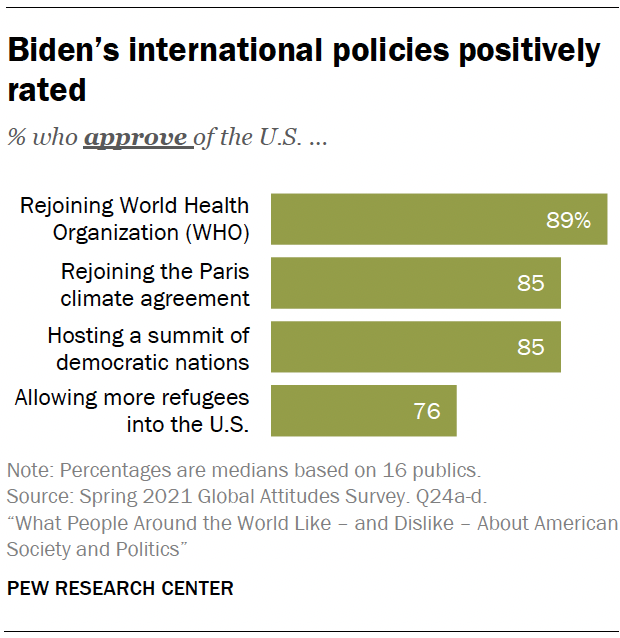 Biden’s international policies positively
rated
% who approve of the U.S. ...
Rejoining World Health
Organization (WHO)
89%
Rejoining the Paris
climate agreement
85
Hosting a summit of
democratic nations
85
Allowing more refugees
into the U.S.
76
Note: Percentages are medians based on 16 publics.
Source: Spring 2021 Global Attitudes Survey. Q24a-d.
“What People Around the World Like – and Dislike – About American
Society and Politics”
PEW RESEARCH CENTER